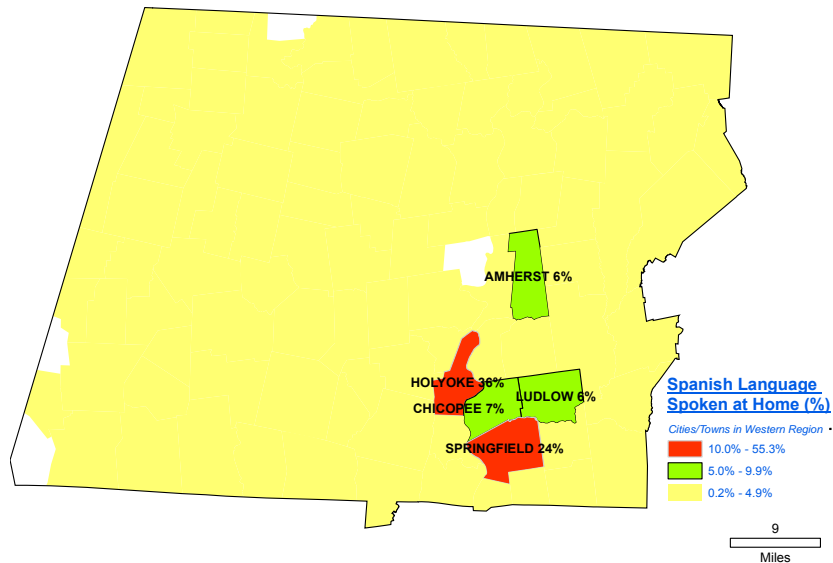 AMHERST 6%
HOLYOKE 36%
CHICOPEE 7%
LUDLOW 6%
SPRINGFIELD 24%
Spanish Language
Spoken at Home (%)
Cities/Towns in Western Region
10.0% - 55.3%
5.0% - 9.9%
0.2% - 4.9%
9
Miles